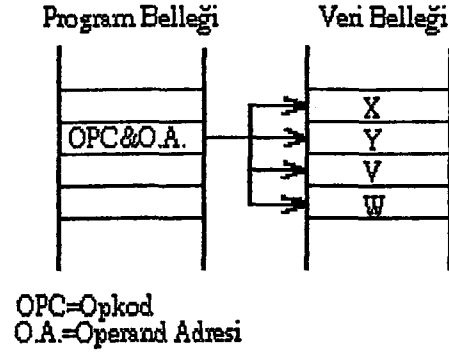 Program Belleği
Veri Belleği
X
OPC&O.A.
Y
V
W
OPC=Opkod
O.A.=Operand Adresi